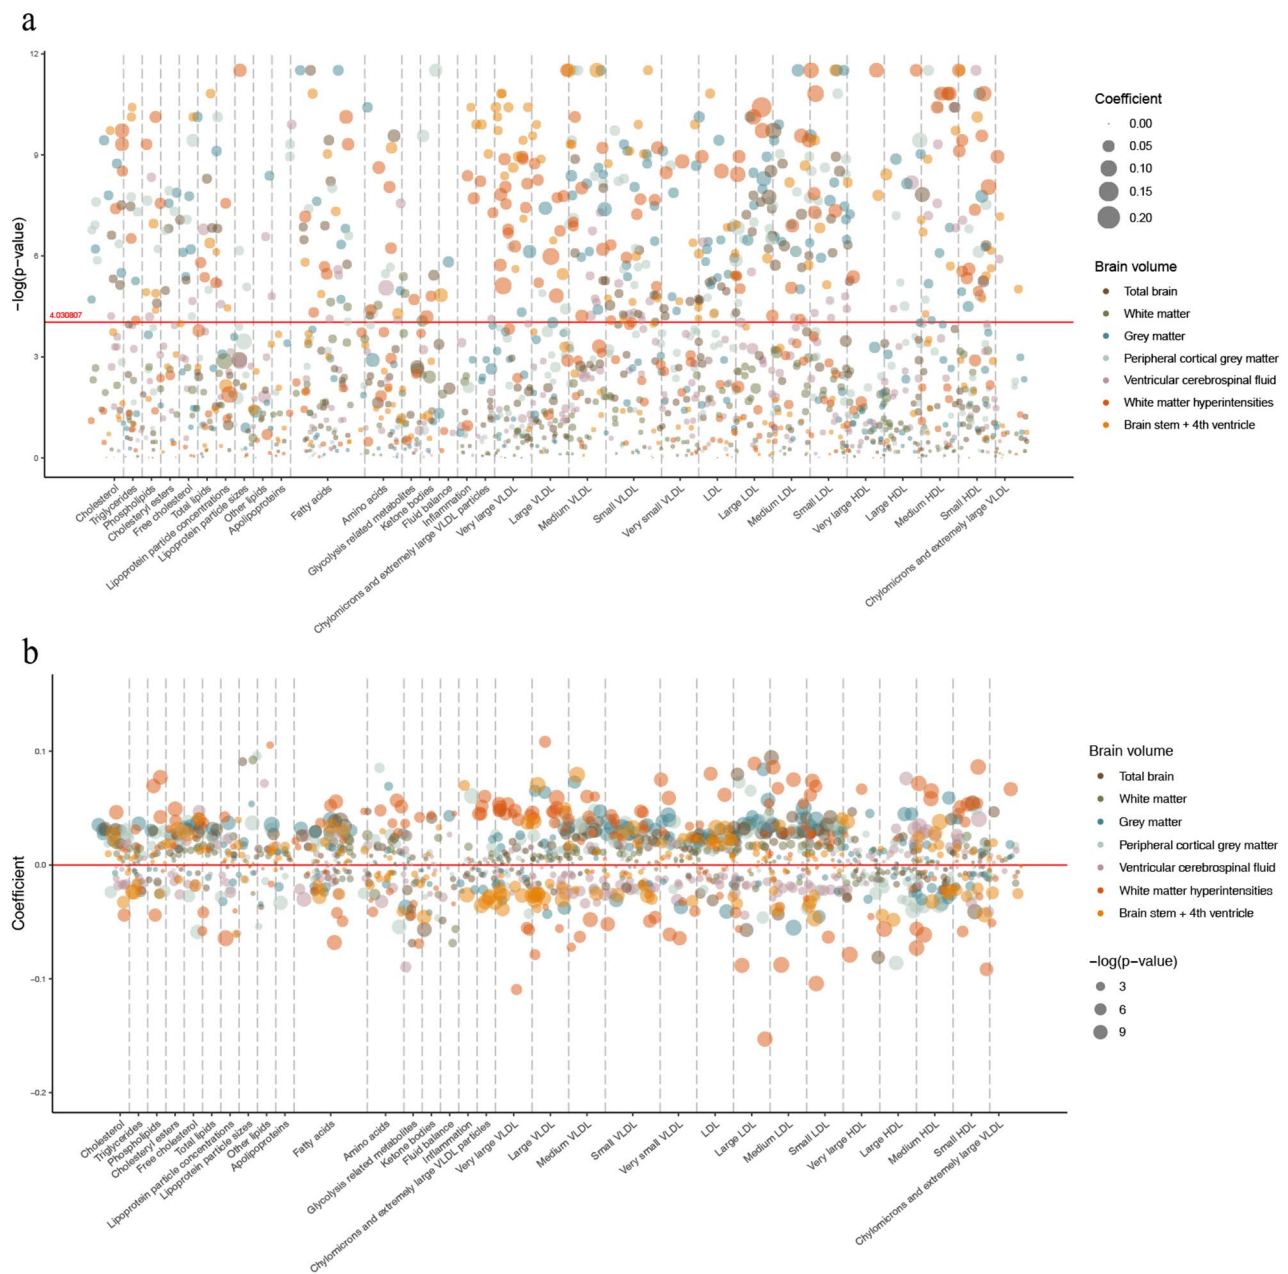 a
12
9
6
3
0
−log(p−value)
4.030807
Cholesterol
Triglycerides
Phospholipids
Cholesteryl esters
Free cholesterol
Total lipids
Lipoprotein particle concentrations
Lipoprotein particle sizes
Other lipids
Apolipoproteins
Fatty acids
Amino acids
Glycolysis related metabolites
Ketone bodies
Fluid balance
Inflammation
Chylomicrons and extremely large VLDL particles
Very large VLDL
Large VLDL
Medium VLDL
Small VLDL
Very small VLDL
LDL
Large LDL
Medium LDL
Small LDL
Very large HDL
Large HDL
Medium HDL
Small HDL
Chylomicrons and extremely large VLDL
Coefficient
0.00
0.05
0.10
0.15
0.20
Brain volume
Total brain
White matter
Grey matter
Peripheral cortical grey matter
Ventricular cerebrospinal fluid
White matter hyperintensities
Brain stem + 4th ventricle
b
0.1
0.0
−0.1
−0.2
Coefficient
Cholesterol
Triglycerides
Phospholipids
Cholesteryl esters
Free cholesterol
Total lipids
Lipoprotein particle concentrations
Lipoprotein particle sizes
Other lipids
Apolipoproteins
Fatty acids
Amino acids
Glycolysis related metabolites
Ketone bodies
Fluid balance
Inflammation
Chylomicrons and extremely large VLDL particles
Very large VLDL
Large VLDL
Medium VLDL
Small VLDL
Very small VLDL
LDL
Large LDL
Medium LDL
Small LDL
Very large HDL
Large HDL
Medium HDL
Small HDL
Chylomicrons and extremely large VLDL
Brain volume
Total brain
White matter
Grey matter
Peripheral cortical grey matter
Ventricular cerebrospinal fluid
White matter hyperintensities
Brain stem + 4th ventricle
−log(p−value)
3
6
9